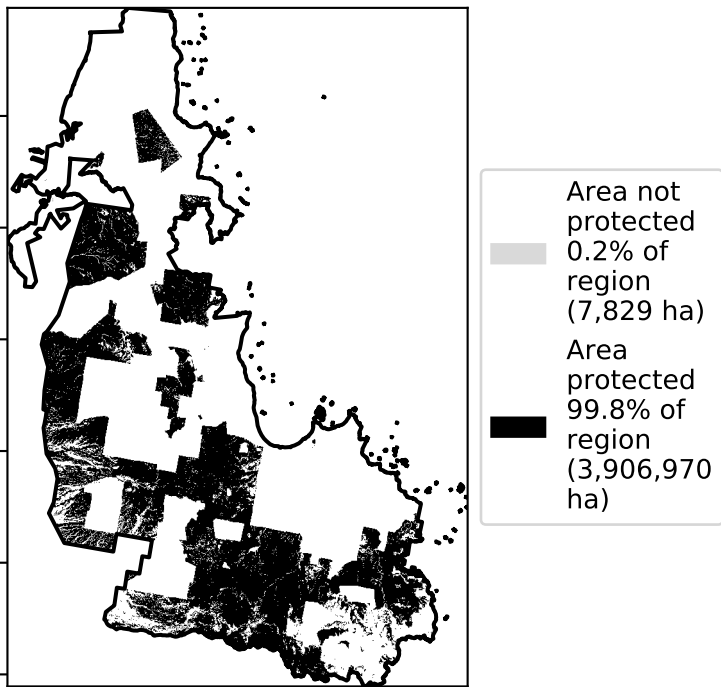 Area not
protected
0.2% of
region
(7,829 ha)
Area
protected
99.8% of
region
(3,906,970
ha)